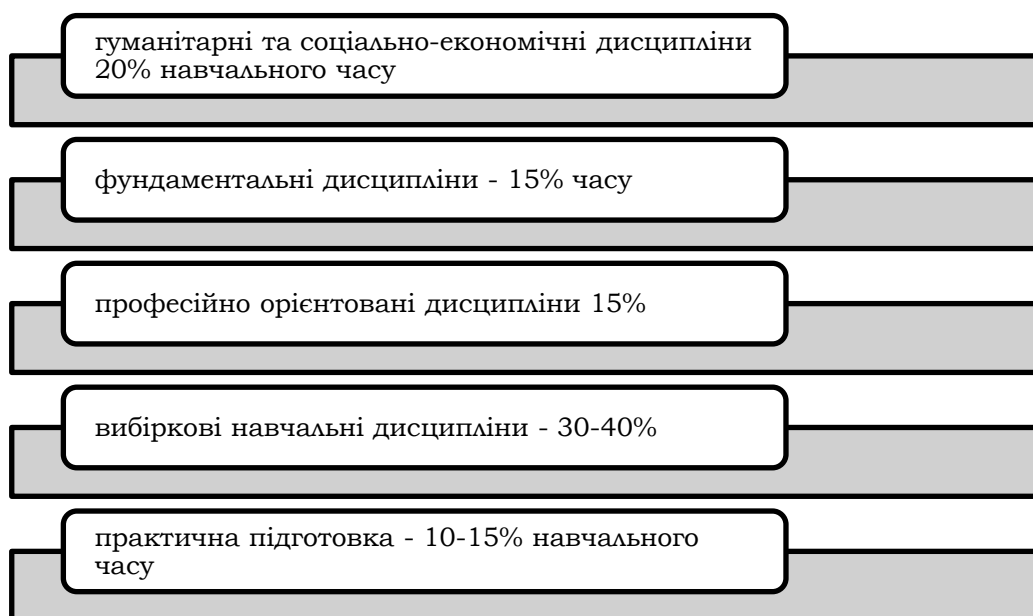 гуманітарні та соціально-економічні дисципліни
20% навчального часу
фундаментальні дисципліни - 15% часу
професійно орієнтовані дисципліни 15%
вибіркові навчальні дисципліни - 30-40%
практична підготовка - 10-15% навчального
часу